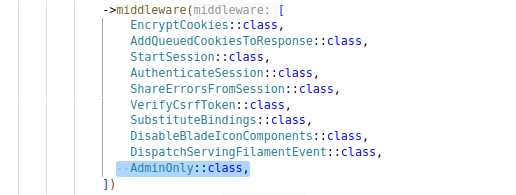 ->middleware(middleware: [
EncryptCookies::class,
AddQueuedCookiesToResponse::class,
StartSession::class,
AuthenticateSession::class,
ShareErrorsFromSession::class,
VerifyCsrfToken::class,
SubstituteBindings::class,
DisableBladeIconComponents::class,
DispatchServingFilamentEvent::class,
AdminOnly::class,
])